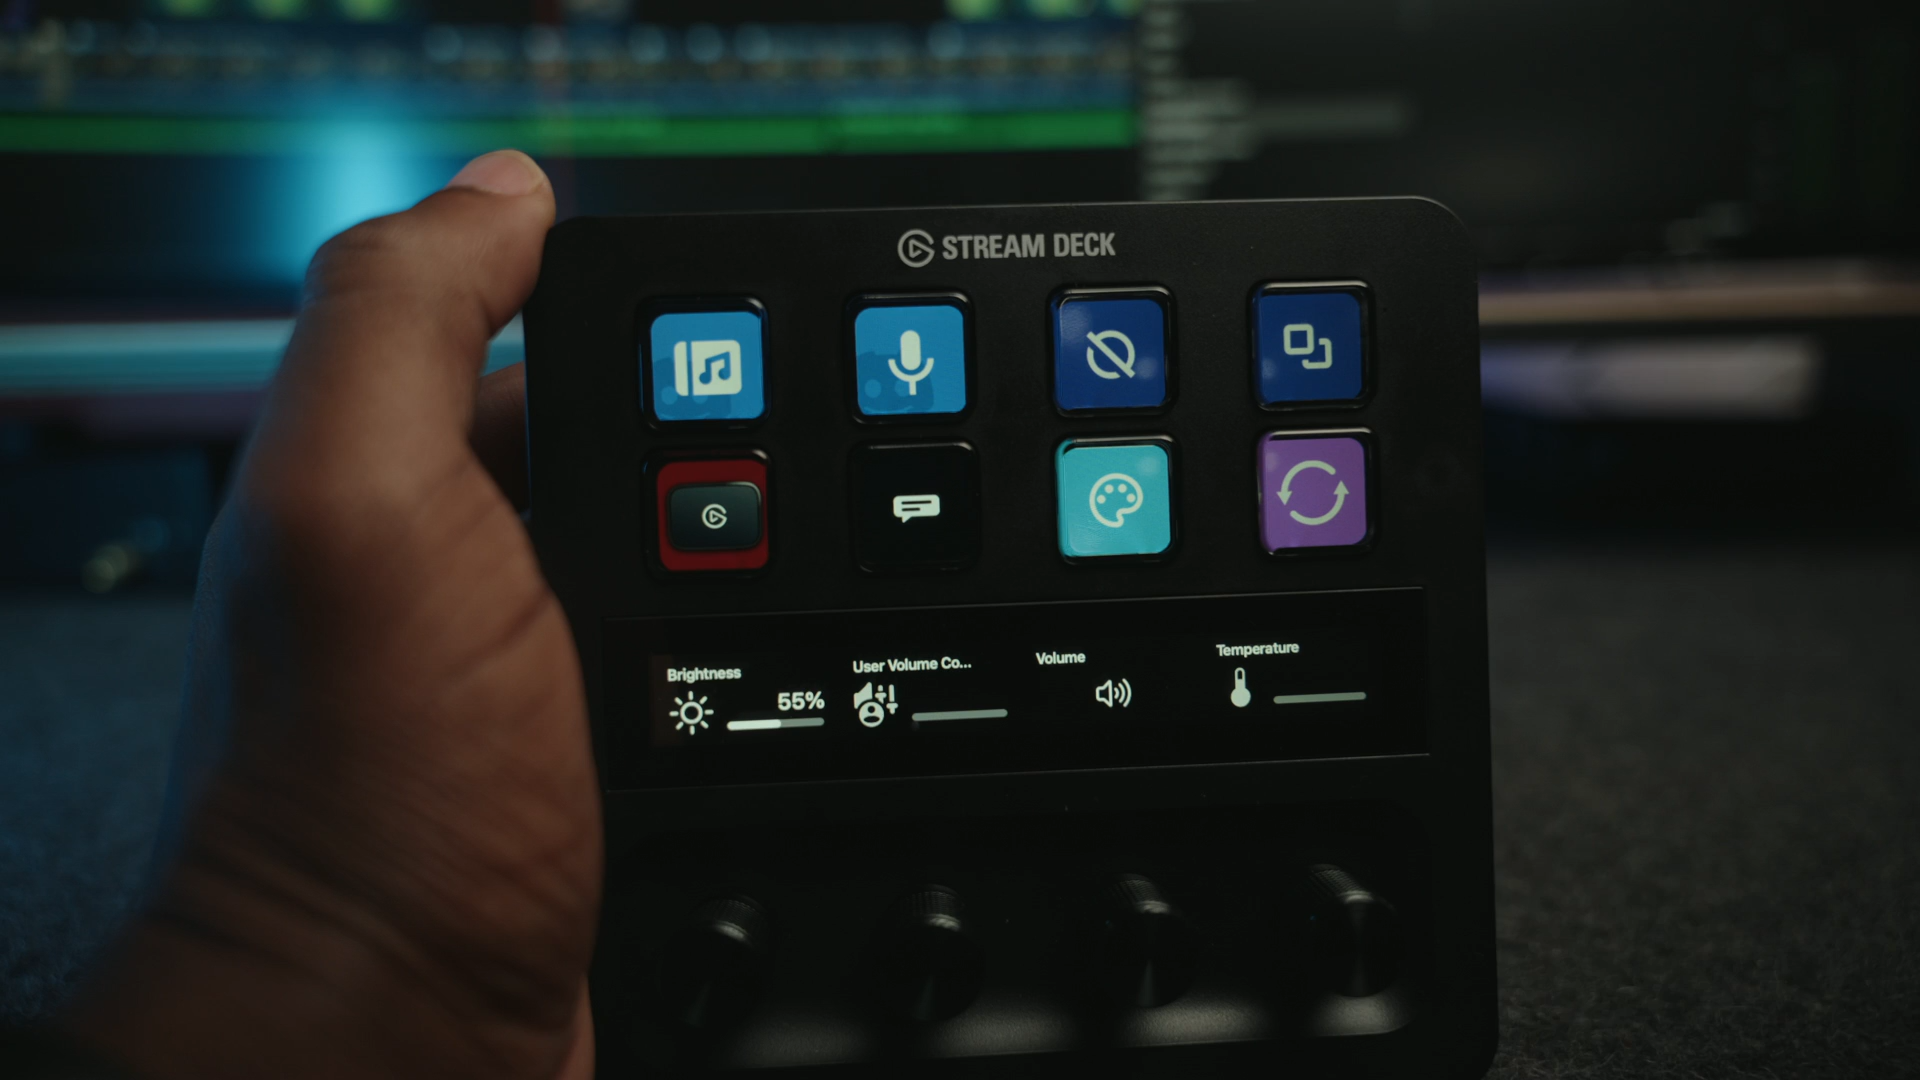 STREAM DECK
Brightness
55%
User Volume Co...
Volume
Temperature